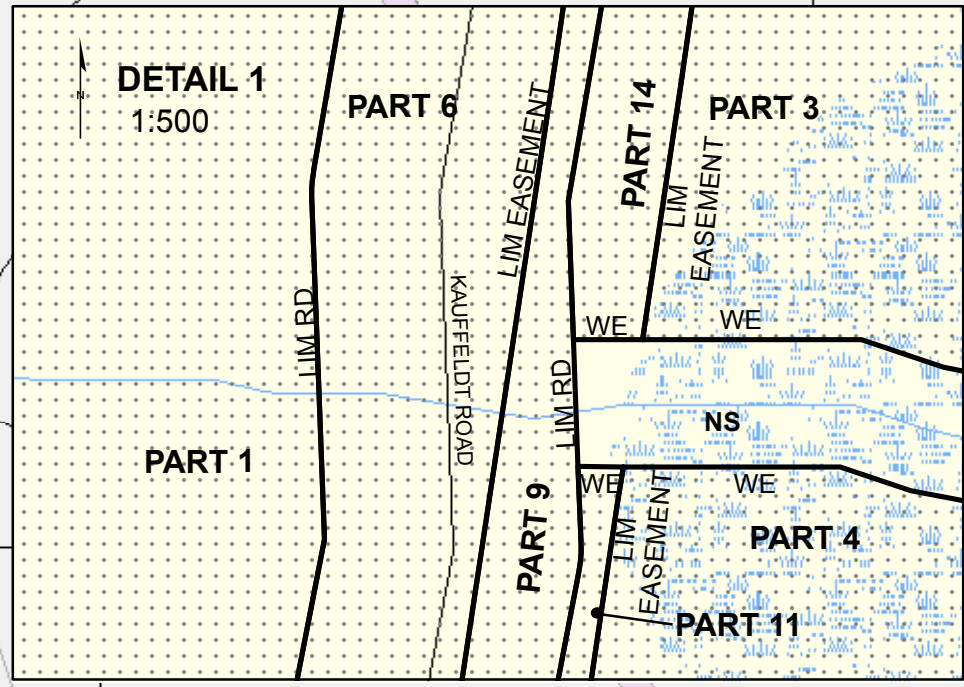 DETAIL 1
1:500
N
PART 6
LIM EASEMENT
PART 14
PART 3
LIM
EASEMENT
LIM RD
KAUFFELDT ROAD
WE
WE
LIM RD
NS
PART 1
PART 9
WE
WE
LIM
EASEMENT
PART 4
PART 11